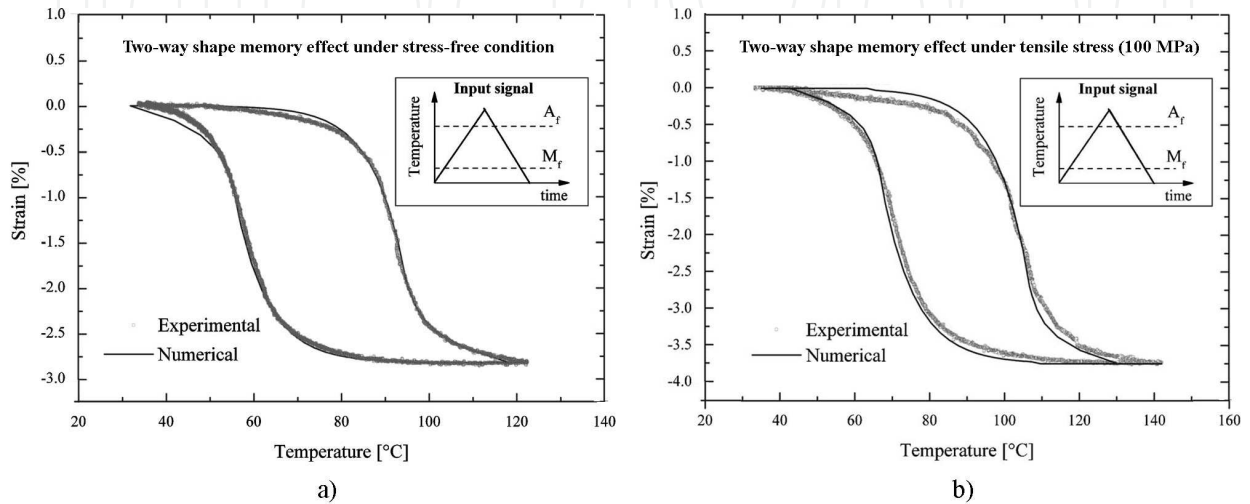 Two-way shape memory effect under stress-free condition
Input signal
Temperature
A_f
M_f
time
1.0
0.5
0.0
-0.5
-1.0
-1.5
-2.0
-2.5
-3.0
Strain [%]
Experimental
Numerical
20 40 60 80 100 120 140
Temperature [°C]
a)
Two-way shape memory effect under tensile stress (100 MPa)
Input signal
Temperature
A_f
M_f
time
1.0
0.5
0.0
-0.5
-1.0
-1.5
-2.0
-2.5
-3.0
-3.5
-4.0
Strain [%]
Experimental
Numerical
20 40 60 80 100 120 140 160
Temperature [°C]
b)